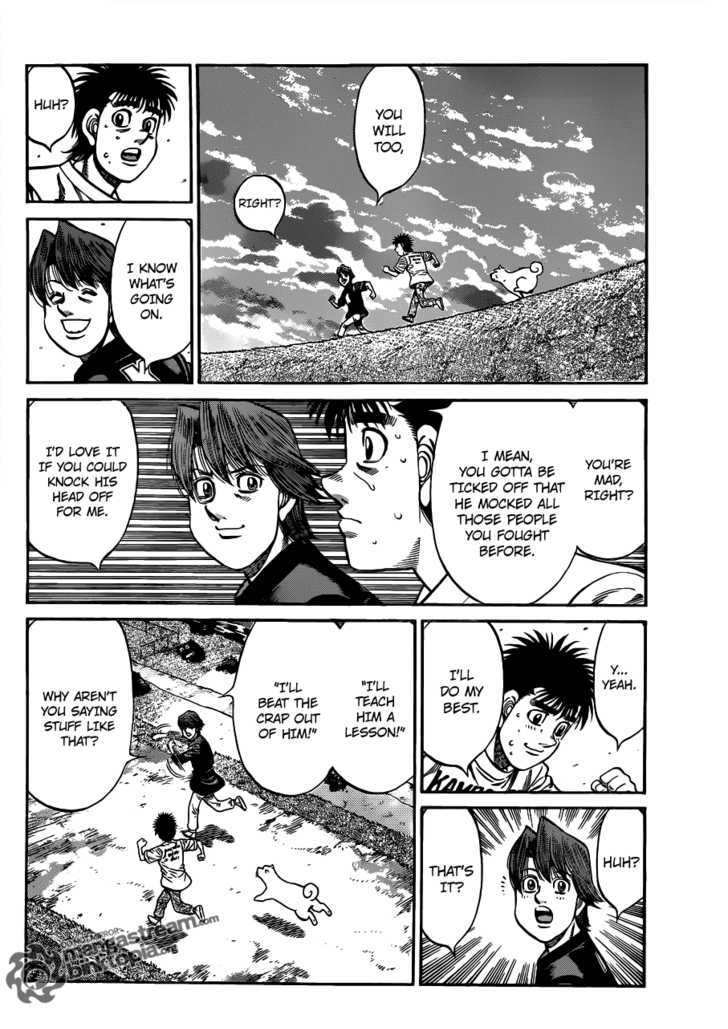 YOU
WILL
TOO,
RIGHT?
HUH?
I KNOW
WHAT'S
GOING
ON.
YOU'RE
MAD,
RIGHT?
I MEAN,
YOU GOTTA BE
TICKED OFF THAT
HE MOCKED ALL
THOSE PEOPLE
YOU FOUGHT
BEFORE.
I'D LOVE IT
IF YOU COULD
KNOCK HIS
HEAD OFF
FOR ME.
Y...
YEAH.
I'LL
DO MY
BEST.
HUH?
THAT'S
IT?
"I'LL
TEACH
HIM A
LESSON!"
"I'LL
BEAT THE
CRAP OUT
OF HIM!"
WHY AREN'T
YOU SAYING
STUFF LIKE
THAT?
mangastream.com